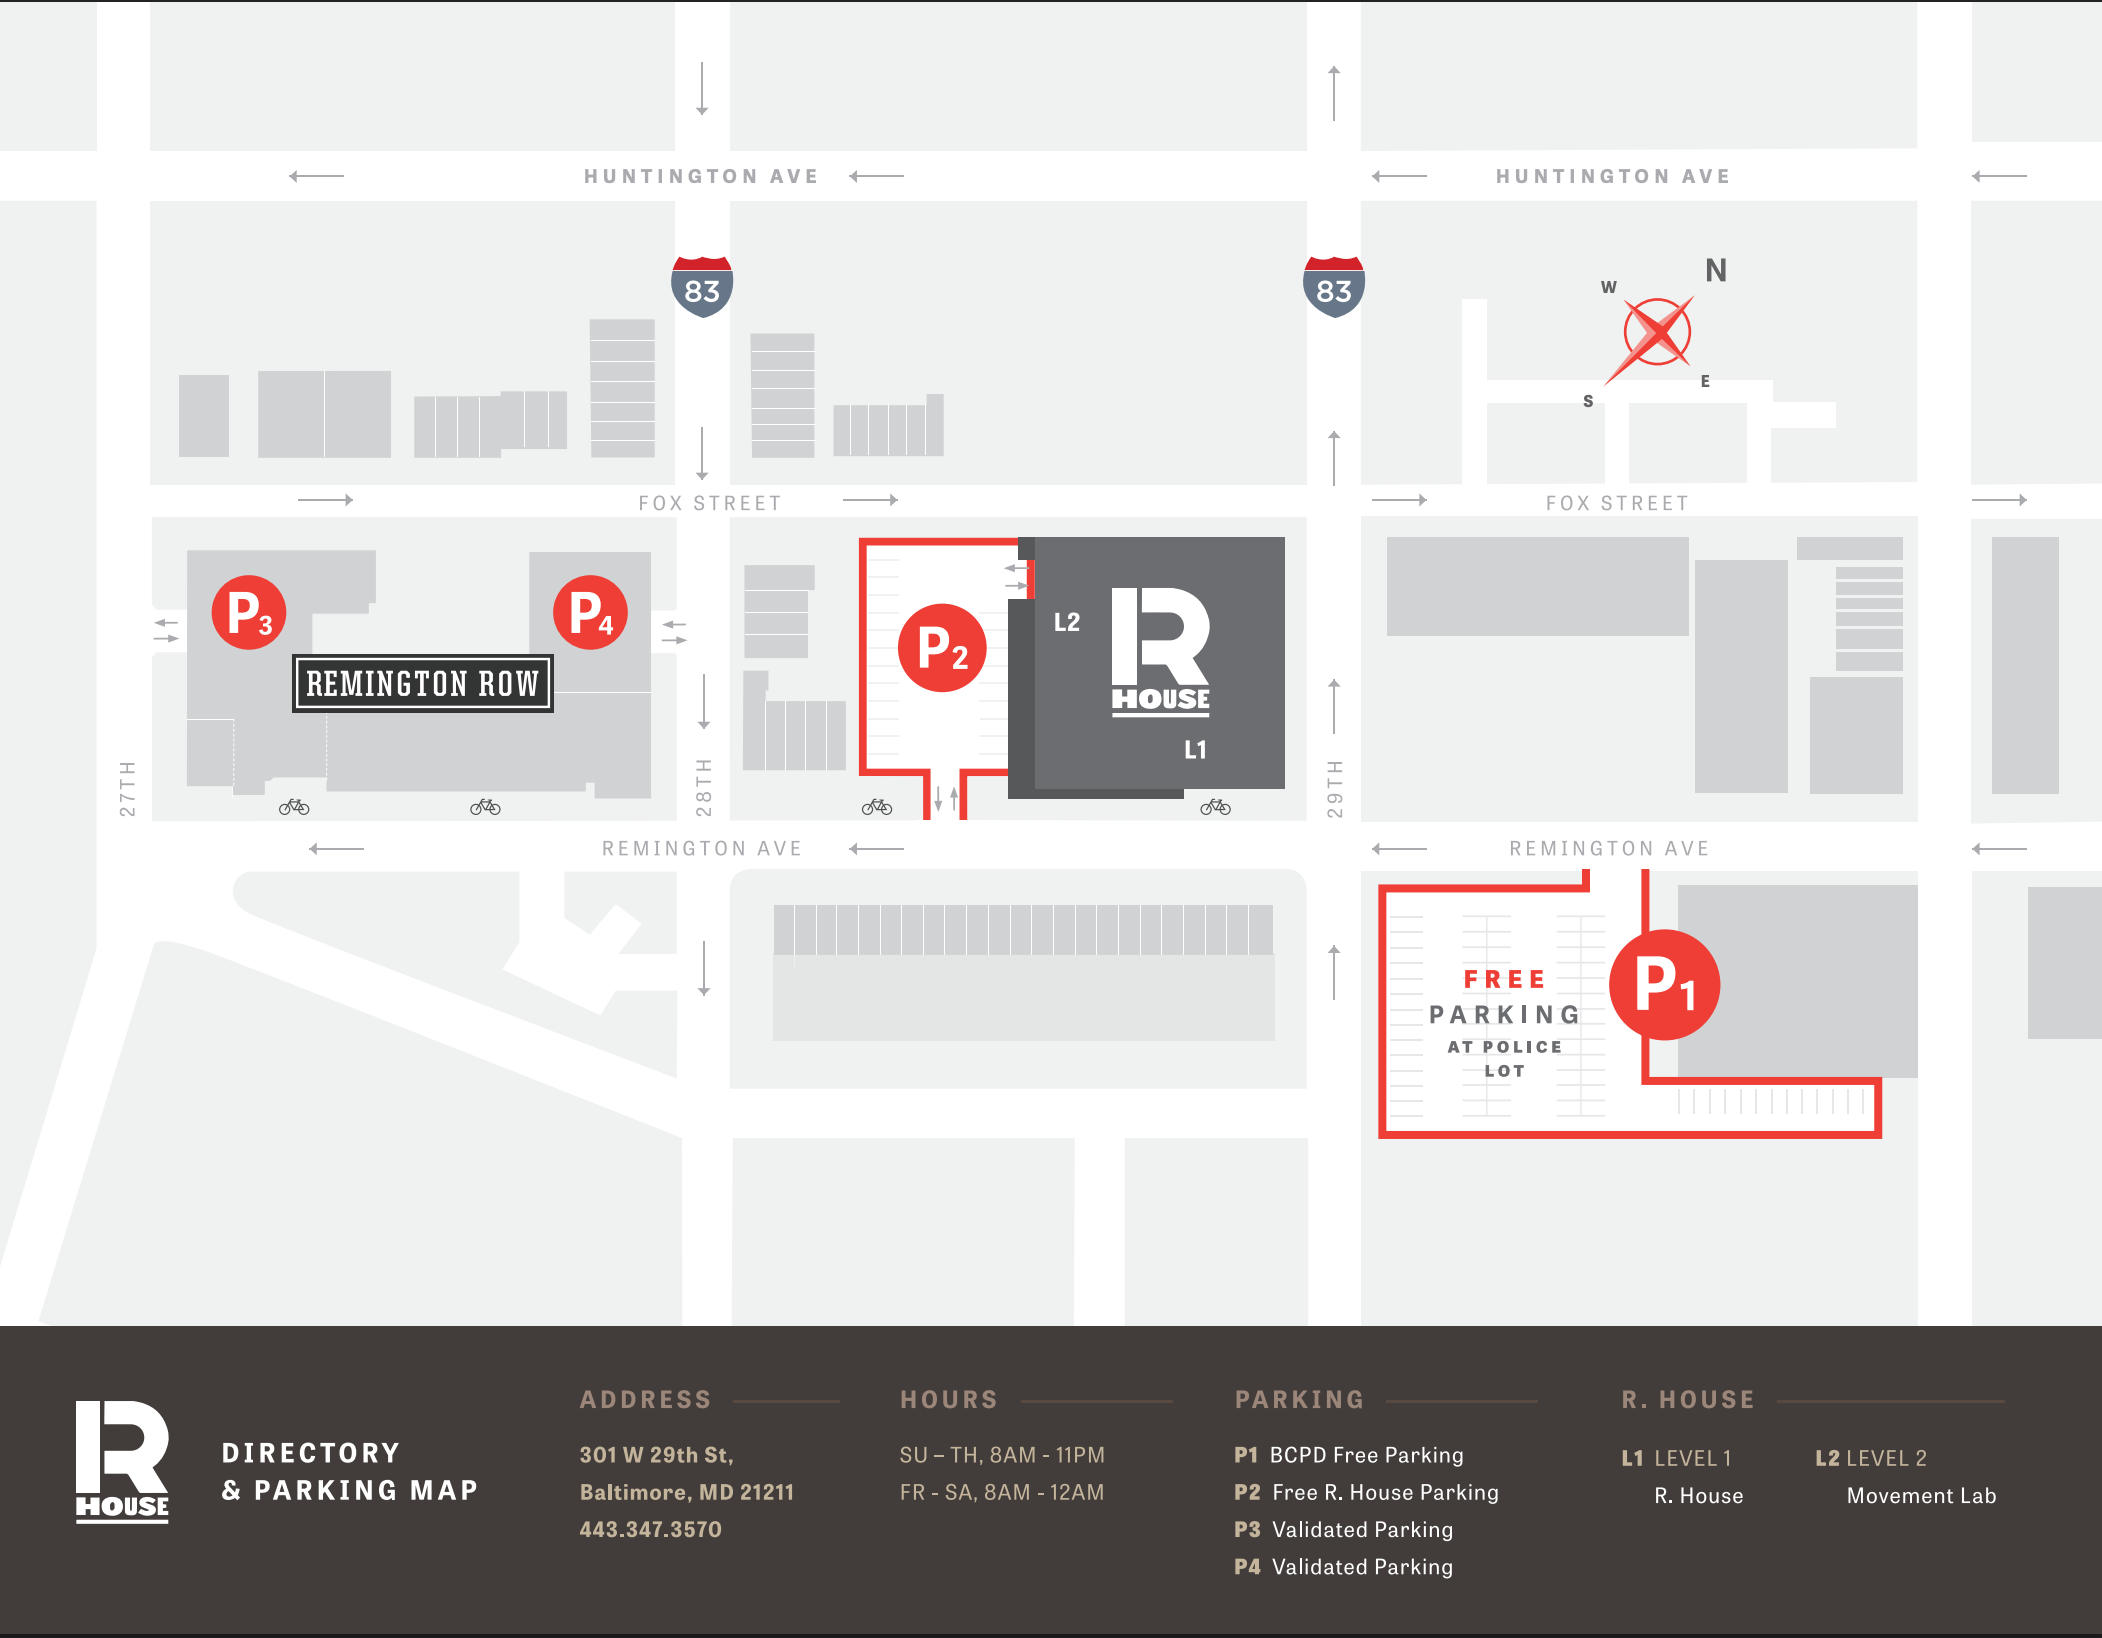 HUNTINGTON AVE
HUNTINGTON AVE
83
83
N
W
E
S
FOX STREET
FOX STREET
P3
P4
REMINGTON ROW
P2
L2
R
HOUSE
L1
27TH
28TH
29TH
REMINGTON AVE
REMINGTON AVE
FREE
PARKING
AT POLICE
LOT
P1
R
HOUSE
DIRECTORY
& PARKING MAP
ADDRESS
301 W 29th St,
Baltimore, MD 21211
443.347.3570
HOURS
SU – TH, 8AM - 11PM
FR - SA, 8AM - 12AM
PARKING
P1 BCPD Free Parking
P2 Free R. House Parking
P3 Validated Parking
P4 Validated Parking
R. HOUSE
L1 LEVEL 1
R. House
L2 LEVEL 2
Movement Lab